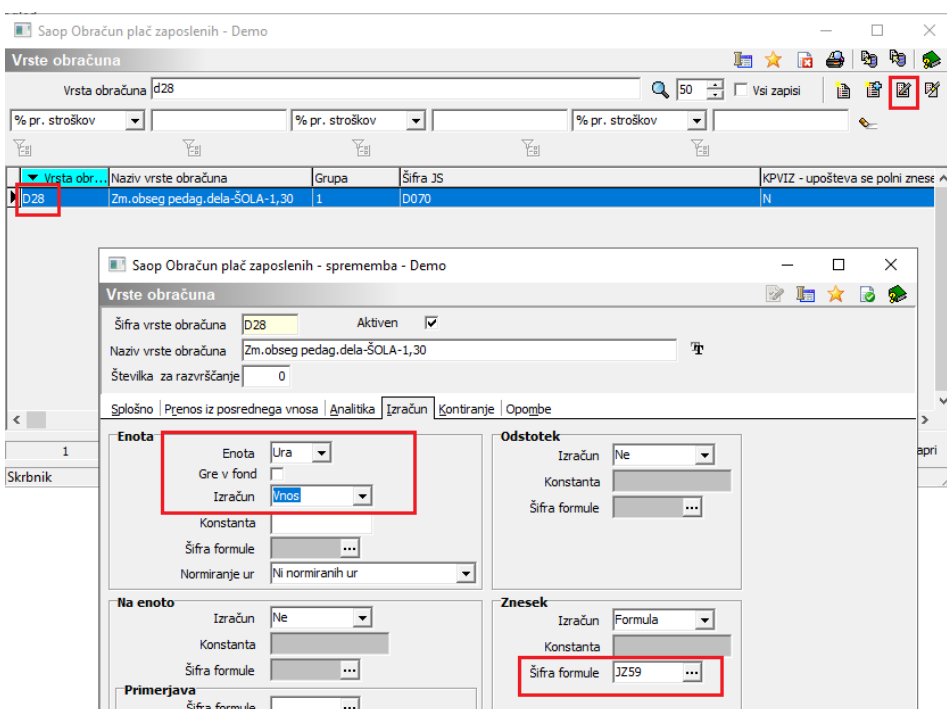 Saop Obračun plač zaposlenih - Demo
Vrste obračuna
Vrsta obračuna d28 50 Vsi zapisi
% pr. stroškov % pr. stroškov % pr. stroškov
Vrsta obr... Naziv vrste obračuna Grupa Šifra JS KPVIZ - upošteva se polni znese
D28 Zm.obseg pedag.dela-ŠOLA-1,30 1 D070 N
Saop Obračun plač zaposlenih - sprememba - Demo
Vrste obračuna
Šifra vrste obračuna D28 Aktiven
Naziv vrste obračuna Zm.obseg pedag.dela-ŠOLA-1,30
Številka za razvrščanje 0
Splošno Prenos iz posrednega vnosa Analitika Izračun Kontiranje Opombe
1
apri
Skrbnik
Enota
Enota Ura
Gre v fond
Izračun Vnos
Konstanta
Šifra formule ...
Normiranje ur Ni normiranih ur
Odstotek
Izračun Ne
Konstanta
Šifra formule ...
Na enoto
Izračun Ne
Konstanta
Šifra formule ...
Primerjava
Šifra formule ...
Znesek
Izračun Formula
Konstanta
Šifra formule JZ59 ...